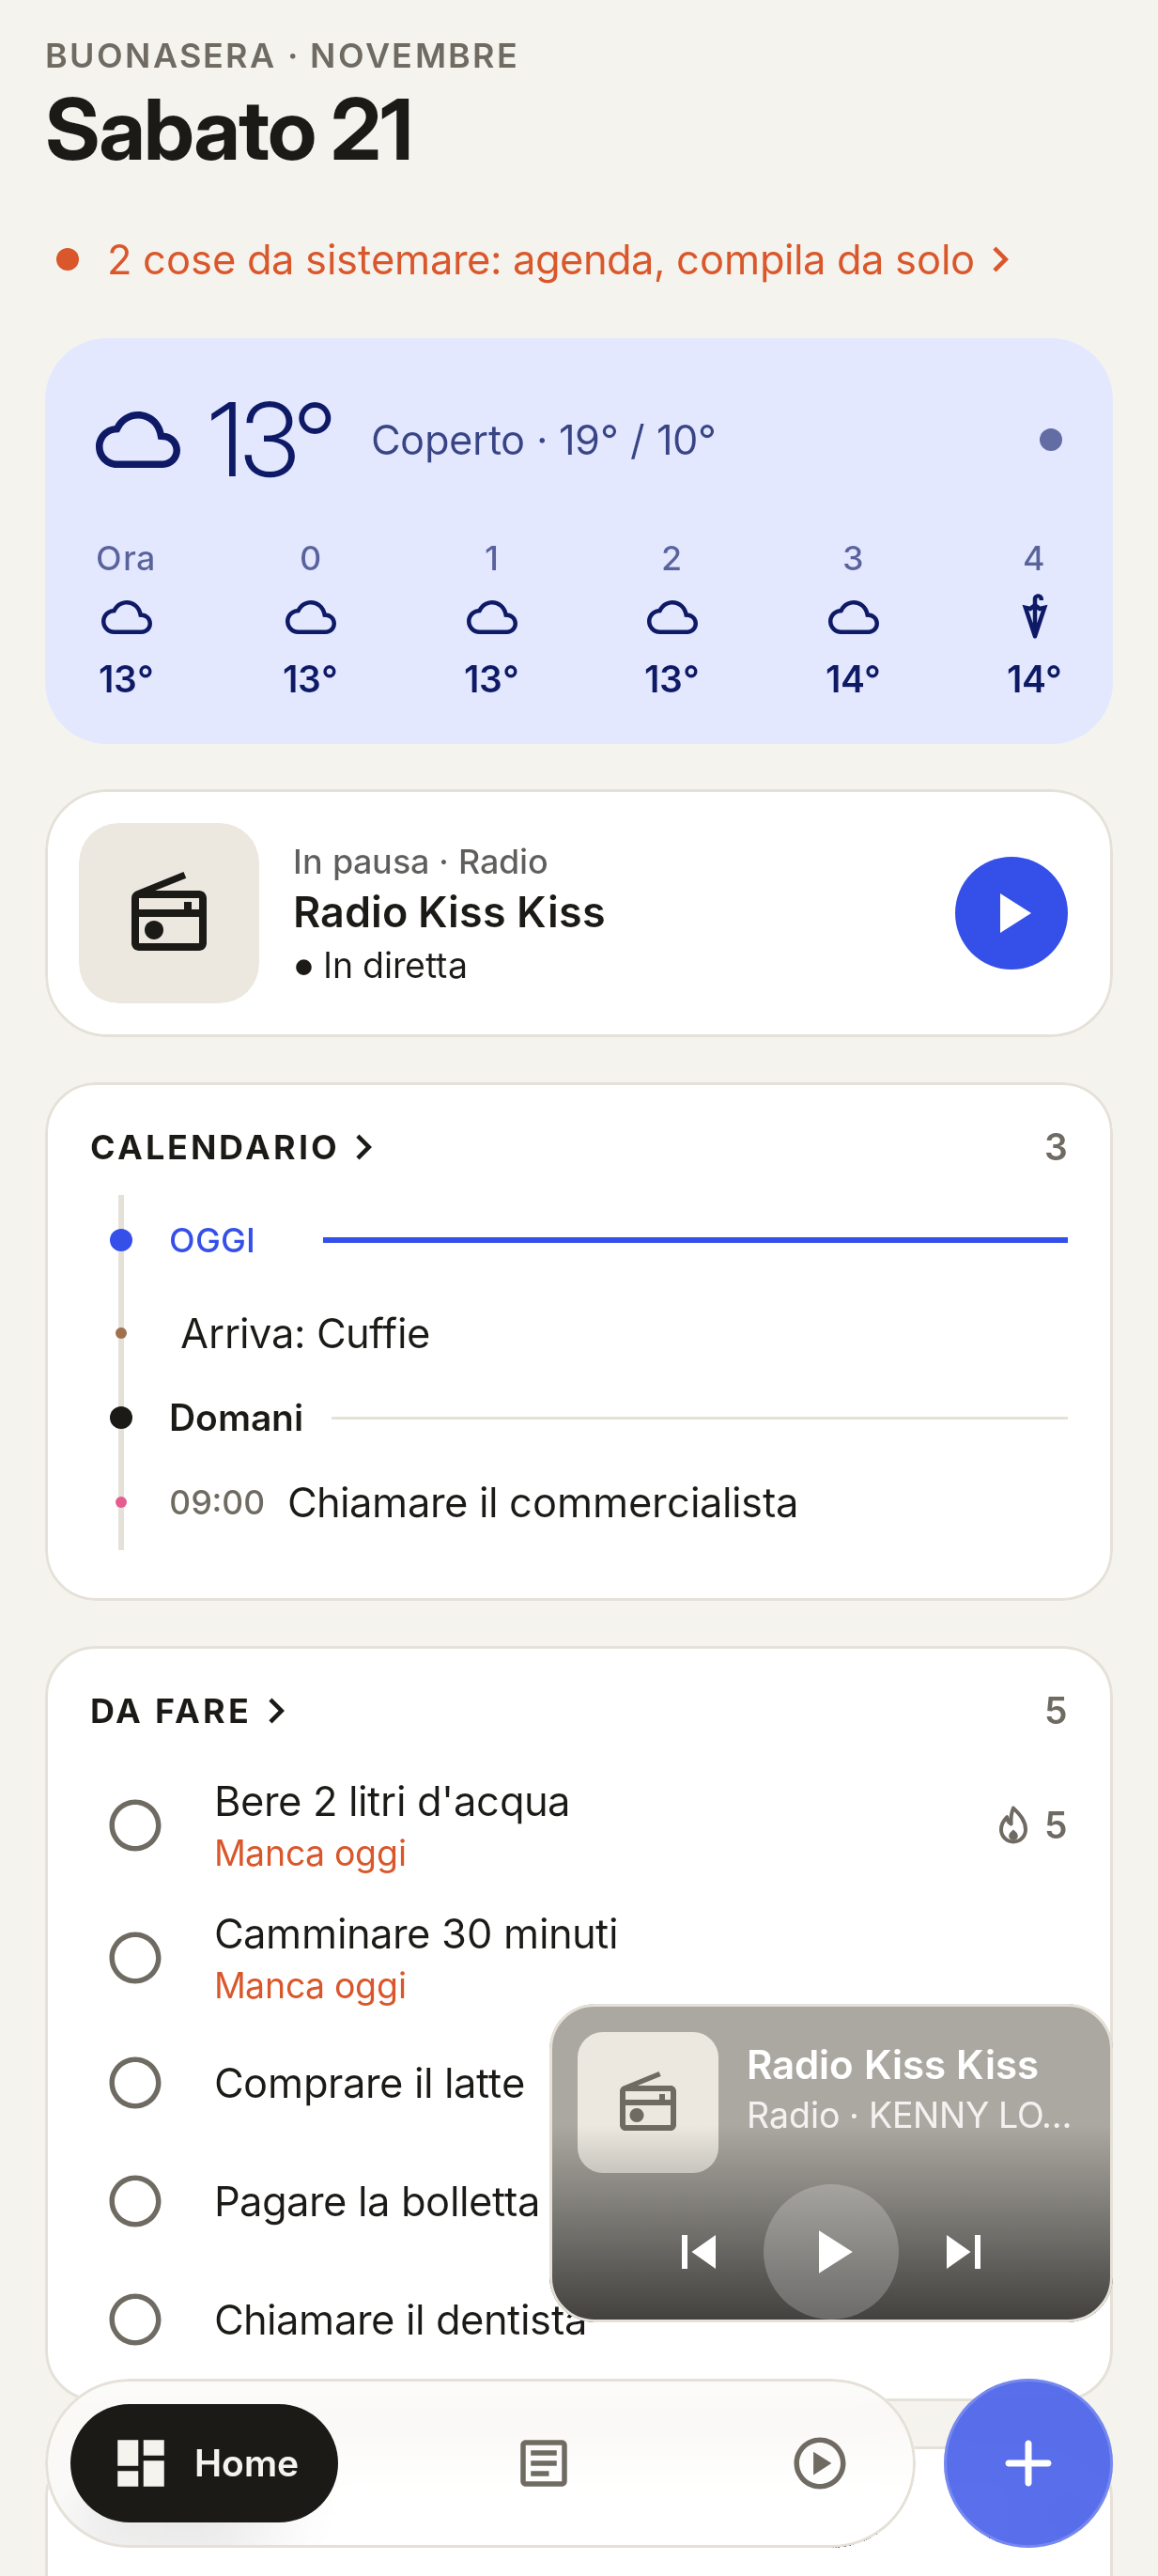 BUONASERA · NOVEMBRE
Sabato 21
2 cose da sistemare: agenda, compila da solo
13° Coperto · 19° / 10°
Ora 0 1 2 3 4
13° 13° 13° 13° 14° 14°
In pausa · Radio
Radio Kiss Kiss
In diretta
CALENDARIO 3
OGGI
Arriva: Cuffie
Domani
09:00 Chiamare il commercialista
DA FARE 5
Bere 2 litri d'acqua
Manca oggi
5
Camminare 30 minuti
Manca oggi
Comprare il latte
Pagare la bolletta
Chiamare il dentista
Radio Kiss Kiss
Radio · KENNY LO...
Home